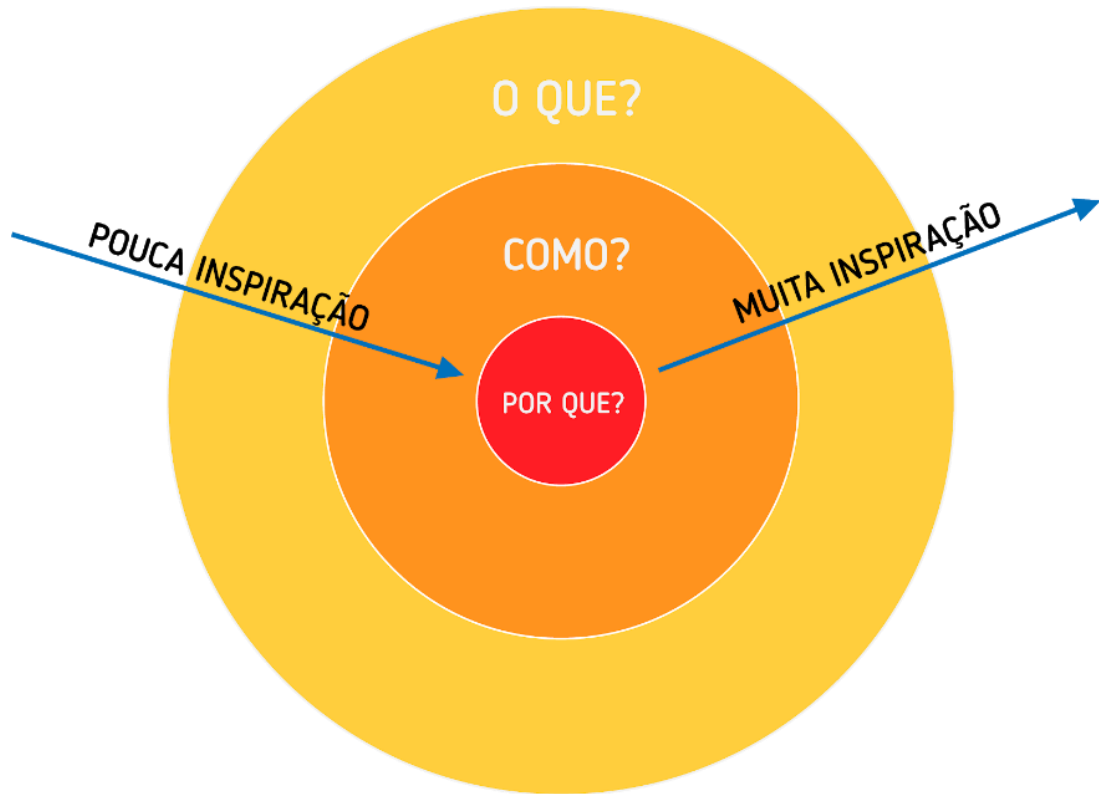 O QUE?
POUCA INSPIRAÇÃO
COMO?
MUITA INSPIRAÇÃO
POR QUE?